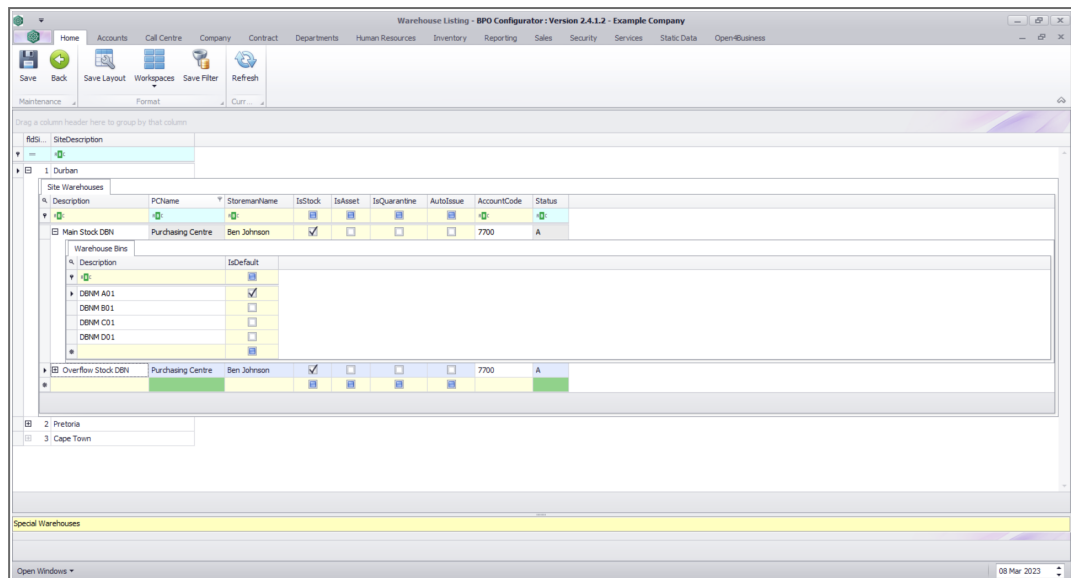 Warehouse Listing - BPO Configurator : Version 2.4.1.2 - Example Company
Home Accounts Call Centre Company Contract Departments Human Resources Inventory Reporting Sales Security Services Static Data Open4Business
Save Back Save Layout Workspaces Save Filter Refresh
Maintenance Format Curr...
Drag a column header here to group by that column
fldSi... SiteDescription
1 Durban
Site Warehouses
Description PCName StoremanName IsStock IsAsset IsQuarantine AutoIssue AccountCode Status
Main Stock DBN Purchasing Centre Ben Johnson 7700 A
Warehouse Bins
Description IsDefault
DBNM A01
DBNM B01
DBNM C01
DBNM D01
Overflow Stock DBN Purchasing Centre Ben Johnson 7700 A
2 Pretoria
3 Cape Town
Special Warehouses
Open Windows 08 Mar 2023